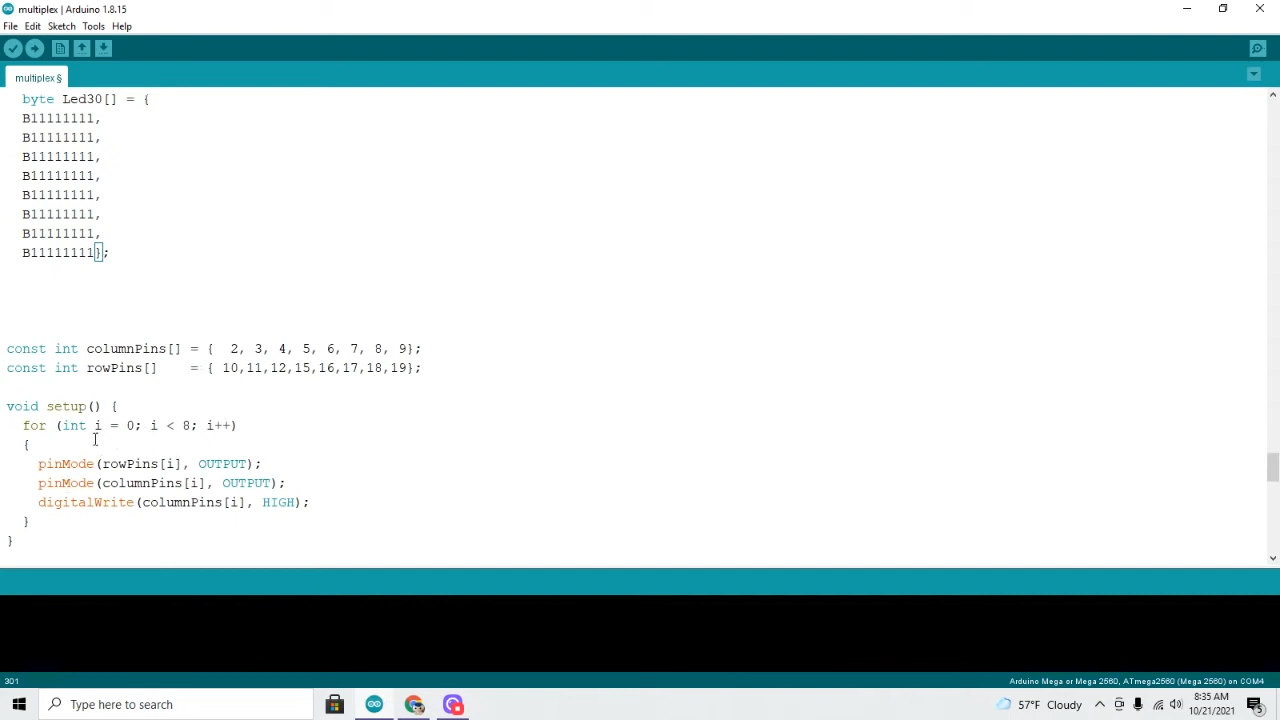 multiplex | Arduino 1.8.15
File Edit Sketch Tools Help
multiplex §
byte Led30[] = {
B11111111,
B11111111,
B11111111,
B11111111,
B11111111,
B11111111,
B11111111,
B11111111};
const int columnPins[] = {  2, 3, 4, 5, 6, 7, 8, 9};
const int rowPins[]    = { 10,11,12,15,16,17,18,19};
void setup() {
for (int i = 0; i < 8; i++)
{
pinMode(rowPins[i], OUTPUT);
pinMode(columnPins[i], OUTPUT);
digitalWrite(columnPins[i], HIGH);
}
}
301
Arduino Mega or Mega 2560, ATmega2560 (Mega 2560) on COM4
Type here to search
57°F Cloudy
8:35 AM
10/21/2021
5